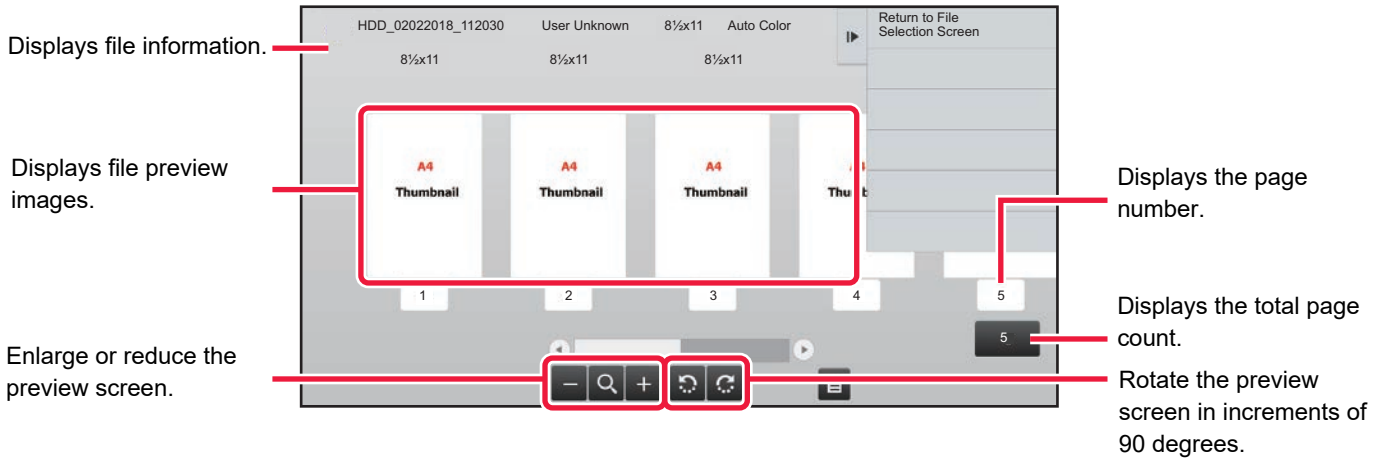 Displays file information.
HDD_02022018_112030 User Unknown 8½x11 Auto Color
8½x11 8½x11 8½x11
Return to File
Selection Screen
Displays file preview
images.
A4 A4 A4
Thumbnail Thumbnail Thumbnail
1 2 3 4 5
5
Displays the page
number.
Displays the total page
count.
Enlarge or reduce the
preview screen.
Rotate the preview
screen in increments of
90 degrees.